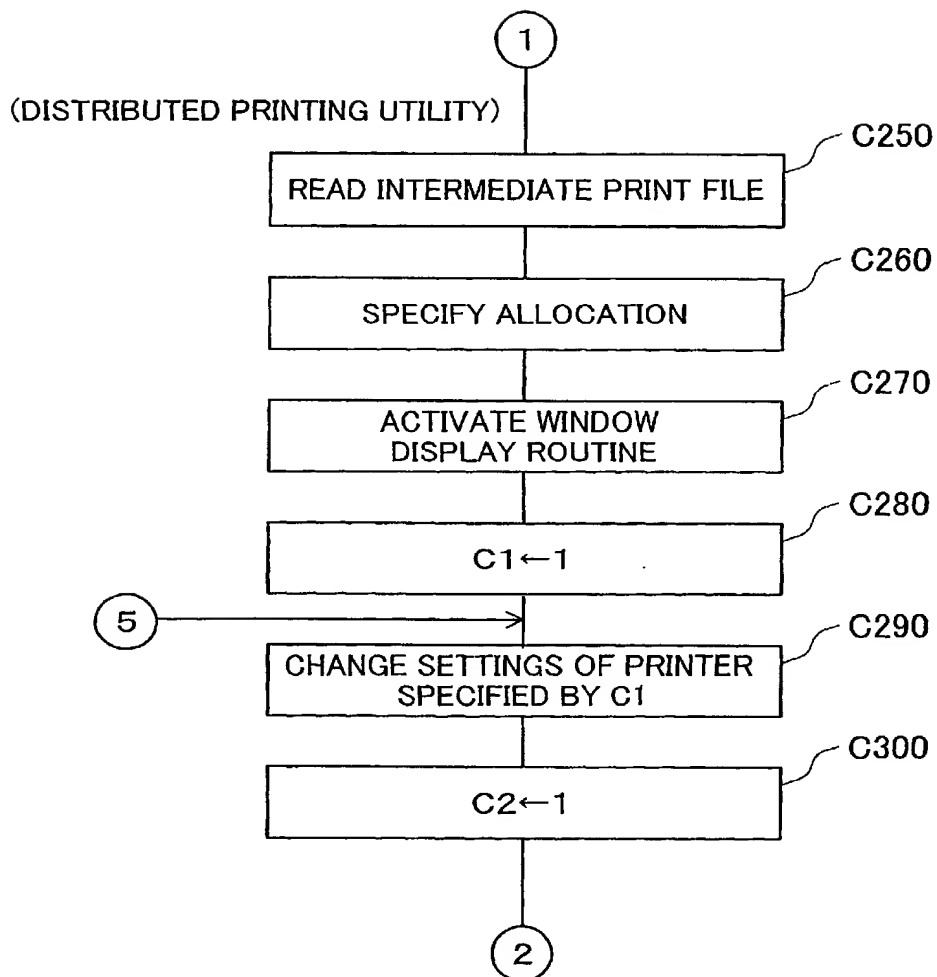 1
(DISTRIBUTED PRINTING UTILITY)
C250
READ INTERMEDIATE PRINT FILE
C260
SPECIFY ALLOCATION
C270
ACTIVATE WINDOW
DISPLAY ROUTINE
C280
C1←1
5
C290
CHANGE SETTINGS OF PRINTER
SPECIFIED BY C1
C300
C2←1
2